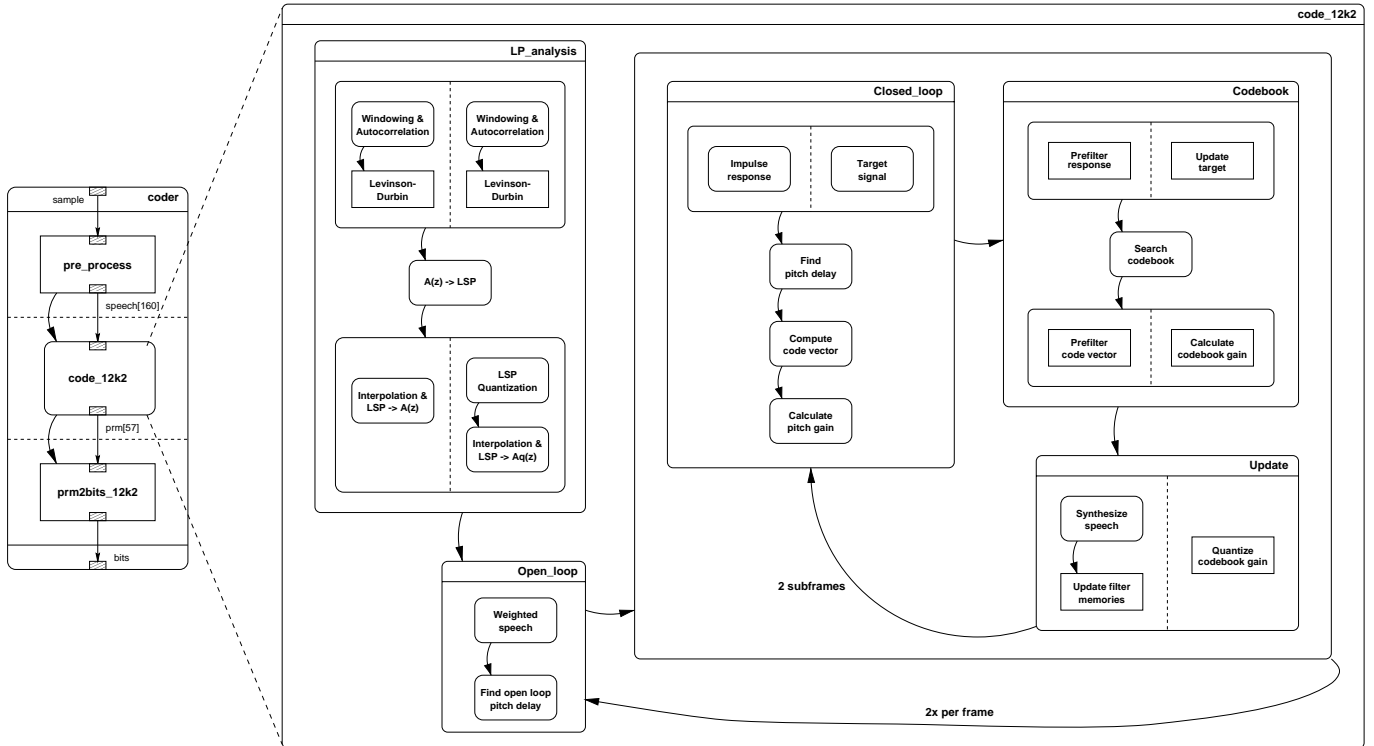 code_12k2
LP_analysis
Windowing &
Autocorrelation
Windowing &
Autocorrelation
Levinson-
Durbin
Levinson-
Durbin
A(z) -> LSP
Interpolation &
LSP -> A(z)
LSP
Quantization
Interpolation &
LSP -> Aq(z)
coder
sample
pre_process
speech[160]
code_12k2
prm[57]
prm2bits_12k2
bits
Open_loop
Weighted
speech
Find open loop
pitch delay
Closed_loop
Impulse
response
Target
signal
Find
pitch delay
Compute
code vector
Calculate
pitch gain
Codebook
Prefilter
response
Update
target
Search
codebook
Prefilter
code vector
Calculate
codebook gain
Update
Synthesize
speech
Update filter
memories
Quantize
codebook gain
2 subframes
2x per frame